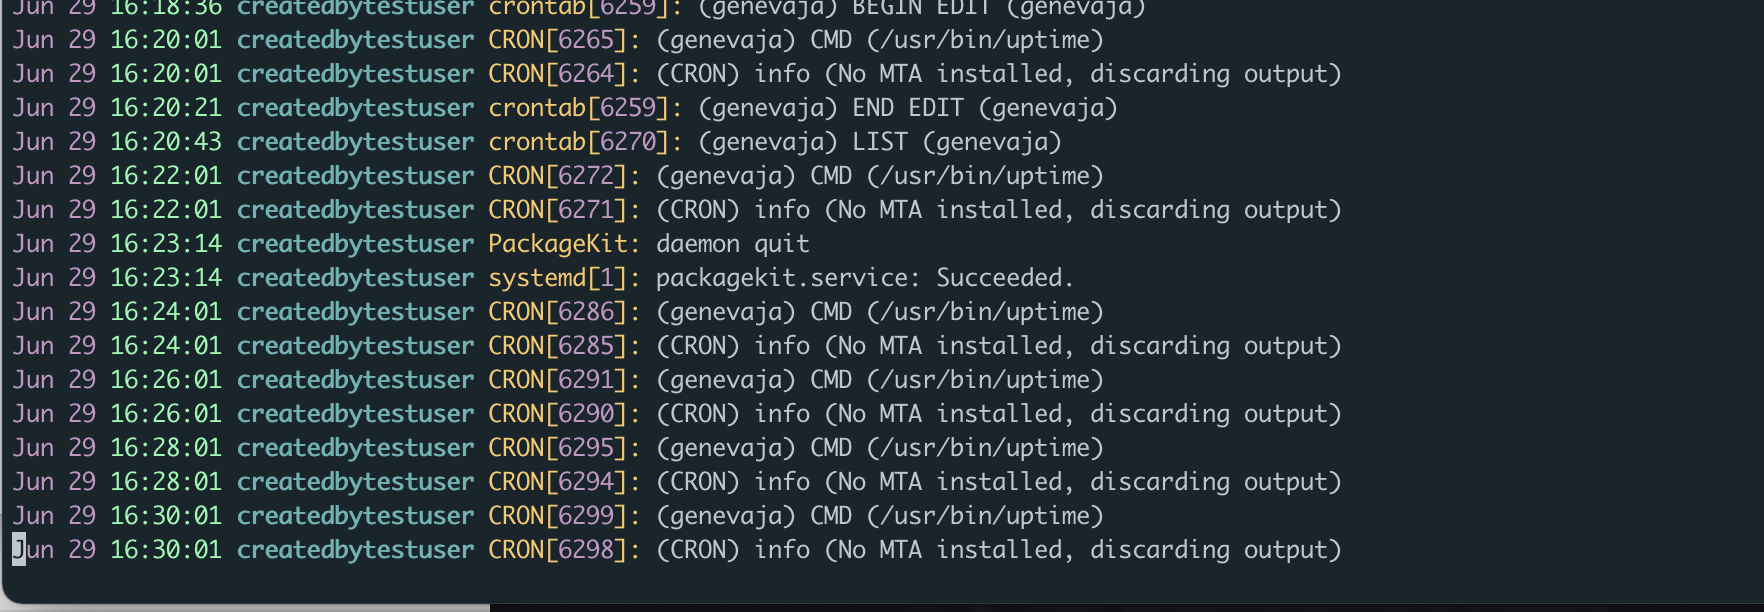 Jun 29 16:18:36 createdbytestuser crontab[6259]: (genevaja) BEGIN EDIT (genevaja)
Jun 29 16:20:01 createdbytestuser CRON[6265]: (genevaja) CMD (/usr/bin/uptime)
Jun 29 16:20:01 createdbytestuser CRON[6264]: (CRON) info (No MTA installed, discarding output)
Jun 29 16:20:21 createdbytestuser crontab[6259]: (genevaja) END EDIT (genevaja)
Jun 29 16:20:43 createdbytestuser crontab[6270]: (genevaja) LIST (genevaja)
Jun 29 16:22:01 createdbytestuser CRON[6272]: (genevaja) CMD (/usr/bin/uptime)
Jun 29 16:22:01 createdbytestuser CRON[6271]: (CRON) info (No MTA installed, discarding output)
Jun 29 16:23:14 createdbytestuser PackageKit: daemon quit
Jun 29 16:23:14 createdbytestuser systemd[1]: packagekit.service: Succeeded.
Jun 29 16:24:01 createdbytestuser CRON[6286]: (genevaja) CMD (/usr/bin/uptime)
Jun 29 16:24:01 createdbytestuser CRON[6285]: (CRON) info (No MTA installed, discarding output)
Jun 29 16:26:01 createdbytestuser CRON[6291]: (genevaja) CMD (/usr/bin/uptime)
Jun 29 16:26:01 createdbytestuser CRON[6290]: (CRON) info (No MTA installed, discarding output)
Jun 29 16:28:01 createdbytestuser CRON[6295]: (genevaja) CMD (/usr/bin/uptime)
Jun 29 16:28:01 createdbytestuser CRON[6294]: (CRON) info (No MTA installed, discarding output)
Jun 29 16:30:01 createdbytestuser CRON[6299]: (genevaja) CMD (/usr/bin/uptime)
Jun 29 16:30:01 createdbytestuser CRON[6298]: (CRON) info (No MTA installed, discarding output)